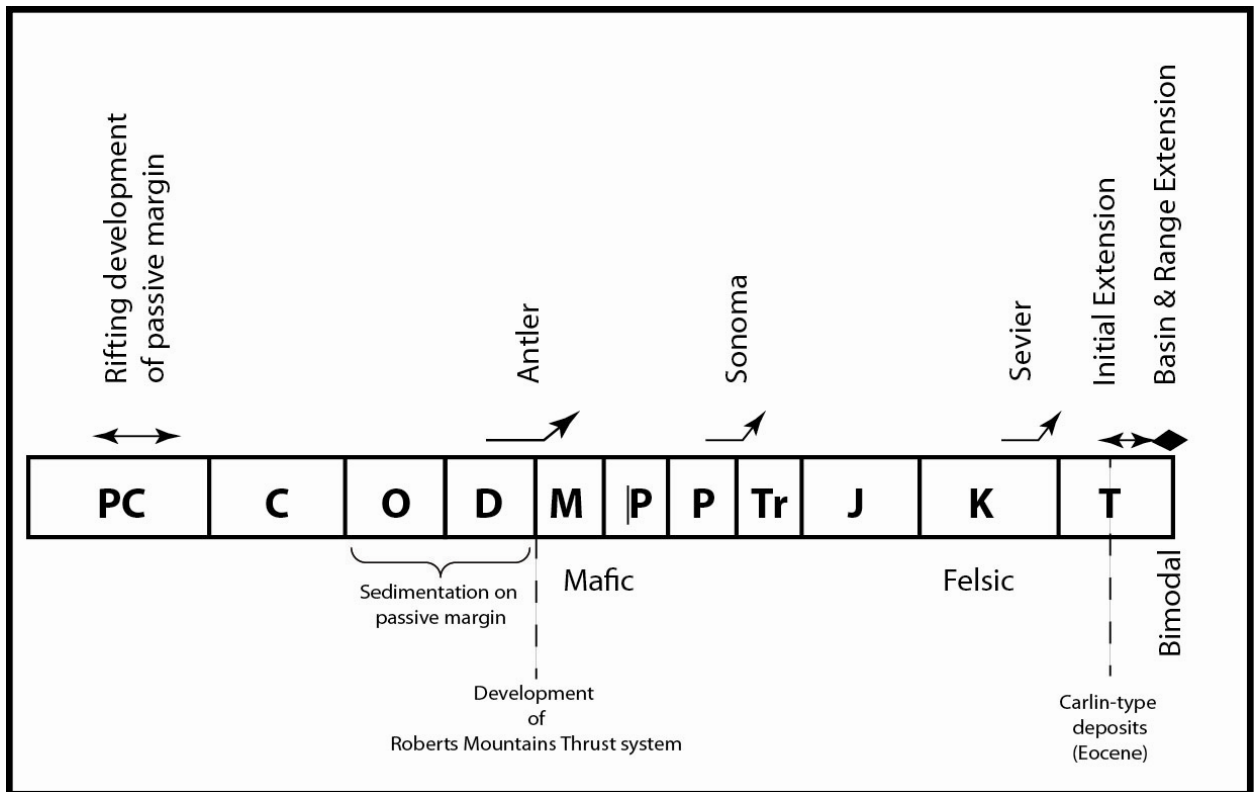 Rifting development
of passive margin
Antler
Sonoma
Sevier
Initial Extension
Basin & Range Extension
PC
C
O
D
M
|P
P
Tr
J
K
T
Sedimentation on
passive margin
Mafic
Felsic
Bimodal
Development
of
Roberts Mountains Thrust system
Carlin-type
deposits
(Eocene)